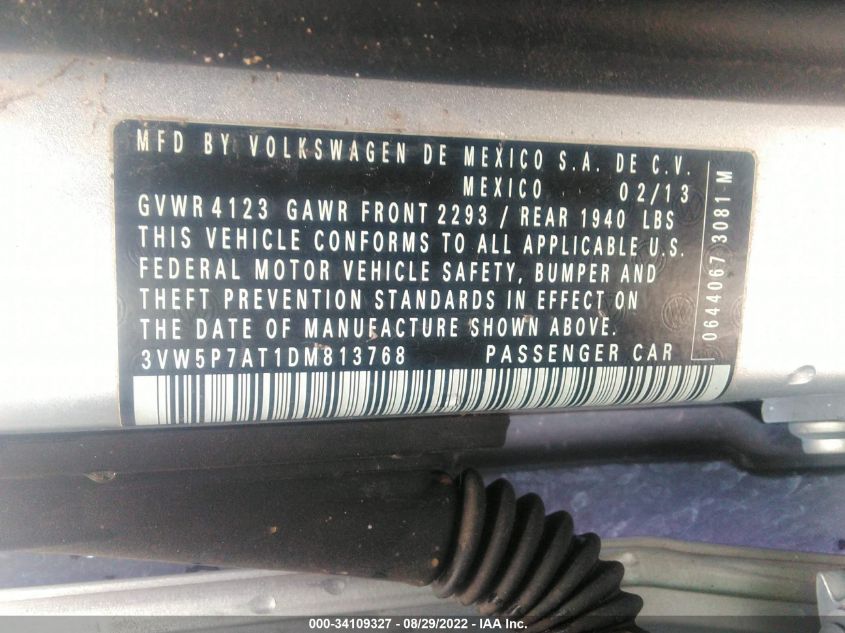 MFD BY VOLKSWAGEN DE MEXICO S.A. DE C.V.
MEXICO 02/13
GVWR 4123 GAWR FRONT 2293 / REAR 1940 LBS
THIS VEHICLE CONFORMS TO ALL APPLICABLE U.S.
FEDERAL MOTOR VEHICLE SAFETY, BUMPER AND
THEFT PREVENTION STANDARDS IN EFFECT ON
THE DATE OF MANUFACTURE SHOWN ABOVE.
3VW5P7AT1DM813768 PASSENGER CAR
0644067 3081 M
000-34109327 - 08/29/2022 - IAA Inc.